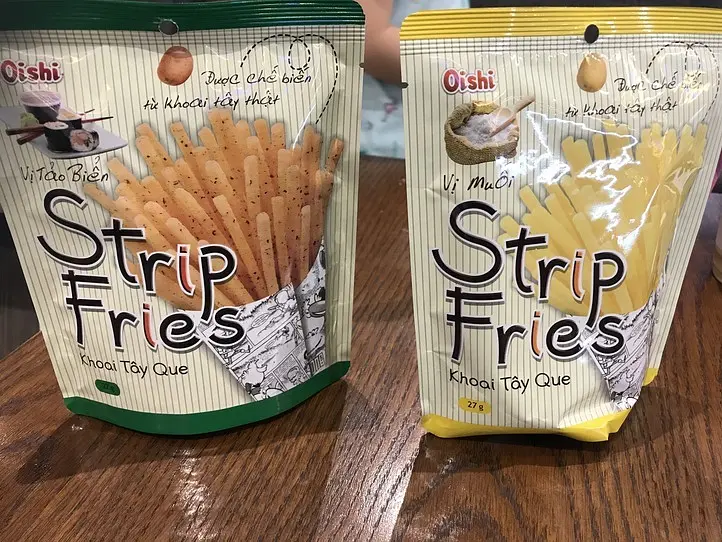 Oishi
Được chế biến
từ khoai tây thật
Vị Tảo Biển
Strip
Fries
Khoai Tây Que
Oishi
Được chế biến
từ khoai tây thật
Vị Muối
Strip
Fries
Khoai Tây Que
27 g